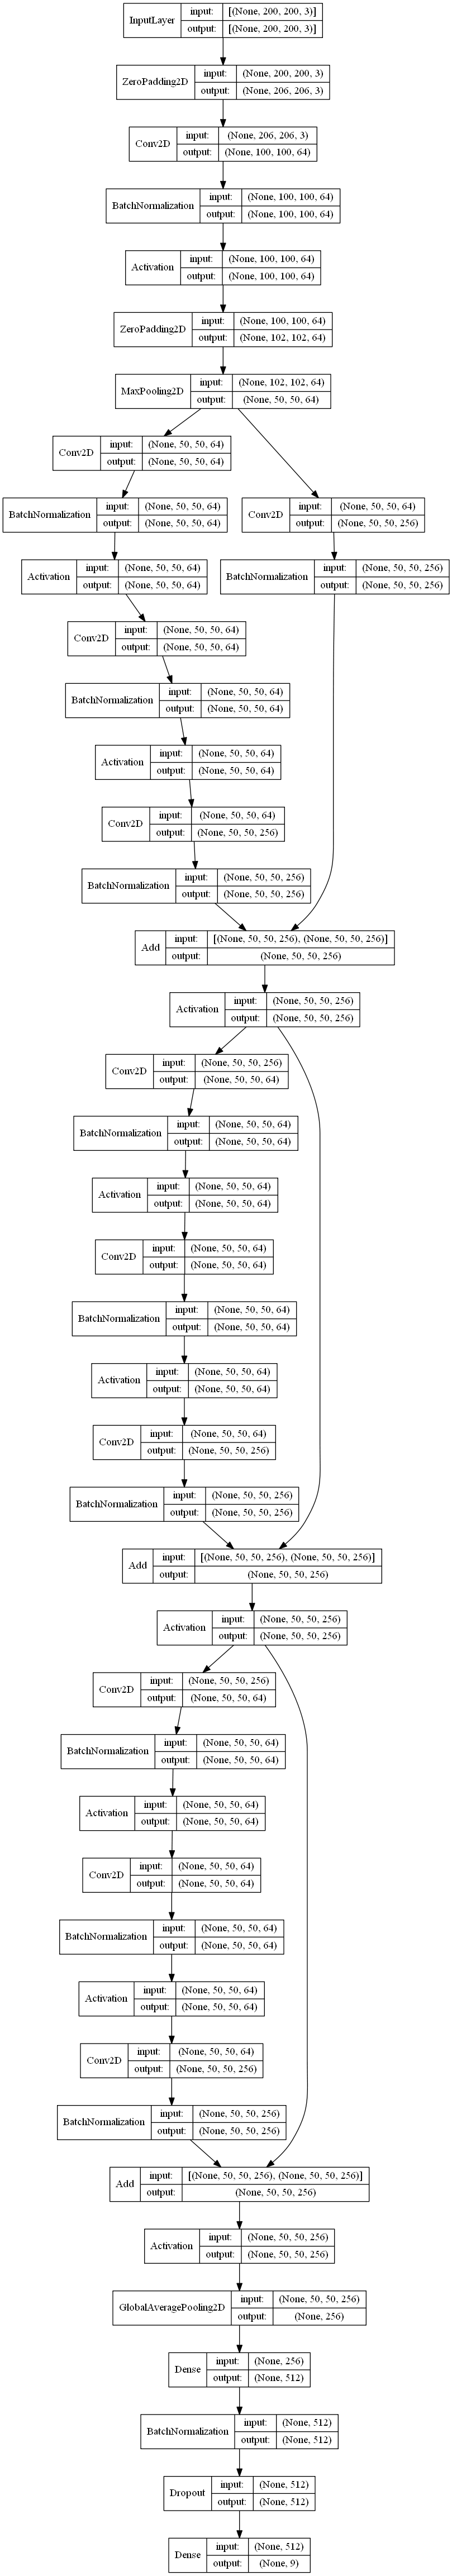 InputLayer input: [(None, 200, 200, 3)]
output: [(None, 200, 200, 3)]
ZeroPadding2D input: (None, 200, 200, 3)
output: (None, 206, 206, 3)
Conv2D input: (None, 206, 206, 3)
output: (None, 100, 100, 64)
BatchNormalization input: (None, 100, 100, 64)
output: (None, 100, 100, 64)
Activation input: (None, 100, 100, 64)
output: (None, 100, 100, 64)
ZeroPadding2D input: (None, 100, 100, 64)
output: (None, 102, 102, 64)
MaxPooling2D input: (None, 102, 102, 64)
output: (None, 50, 50, 64)
Conv2D input: (None, 50, 50, 64)
output: (None, 50, 50, 64)
BatchNormalization input: (None, 50, 50, 64)
output: (None, 50, 50, 64)
Conv2D input: (None, 50, 50, 64)
output: (None, 50, 50, 256)
Activation input: (None, 50, 50, 64)
output: (None, 50, 50, 64)
BatchNormalization input: (None, 50, 50, 256)
output: (None, 50, 50, 256)
Conv2D input: (None, 50, 50, 64)
output: (None, 50, 50, 64)
BatchNormalization input: (None, 50, 50, 64)
output: (None, 50, 50, 64)
Activation input: (None, 50, 50, 64)
output: (None, 50, 50, 64)
Conv2D input: (None, 50, 50, 64)
output: (None, 50, 50, 256)
BatchNormalization input: (None, 50, 50, 256)
output: (None, 50, 50, 256)
Add input: [(None, 50, 50, 256), (None, 50, 50, 256)]
output: (None, 50, 50, 256)
Activation input: (None, 50, 50, 256)
output: (None, 50, 50, 256)
Conv2D input: (None, 50, 50, 256)
output: (None, 50, 50, 64)
BatchNormalization input: (None, 50, 50, 64)
output: (None, 50, 50, 64)
Activation input: (None, 50, 50, 64)
output: (None, 50, 50, 64)
Conv2D input: (None, 50, 50, 64)
output: (None, 50, 50, 64)
BatchNormalization input: (None, 50, 50, 64)
output: (None, 50, 50, 64)
Activation input: (None, 50, 50, 64)
output: (None, 50, 50, 64)
Conv2D input: (None, 50, 50, 64)
output: (None, 50, 50, 256)
BatchNormalization input: (None, 50, 50, 256)
output: (None, 50, 50, 256)
Add input: [(None, 50, 50, 256), (None, 50, 50, 256)]
output: (None, 50, 50, 256)
Activation input: (None, 50, 50, 256)
output: (None, 50, 50, 256)
Conv2D input: (None, 50, 50, 256)
output: (None, 50, 50, 64)
BatchNormalization input: (None, 50, 50, 64)
output: (None, 50, 50, 64)
Activation input: (None, 50, 50, 64)
output: (None, 50, 50, 64)
Conv2D input: (None, 50, 50, 64)
output: (None, 50, 50, 64)
BatchNormalization input: (None, 50, 50, 64)
output: (None, 50, 50, 64)
Activation input: (None, 50, 50, 64)
output: (None, 50, 50, 64)
Conv2D input: (None, 50, 50, 64)
output: (None, 50, 50, 256)
BatchNormalization input: (None, 50, 50, 256)
output: (None, 50, 50, 256)
Add input: [(None, 50, 50, 256), (None, 50, 50, 256)]
output: (None, 50, 50, 256)
Activation input: (None, 50, 50, 256)
output: (None, 50, 50, 256)
GlobalAveragePooling2D input: (None, 50, 50, 256)
output: (None, 256)
Dense input: (None, 256)
output: (None, 512)
BatchNormalization input: (None, 512)
output: (None, 512)
Dropout input: (None, 512)
output: (None, 512)
Dense input: (None, 512)
output: (None, 9)